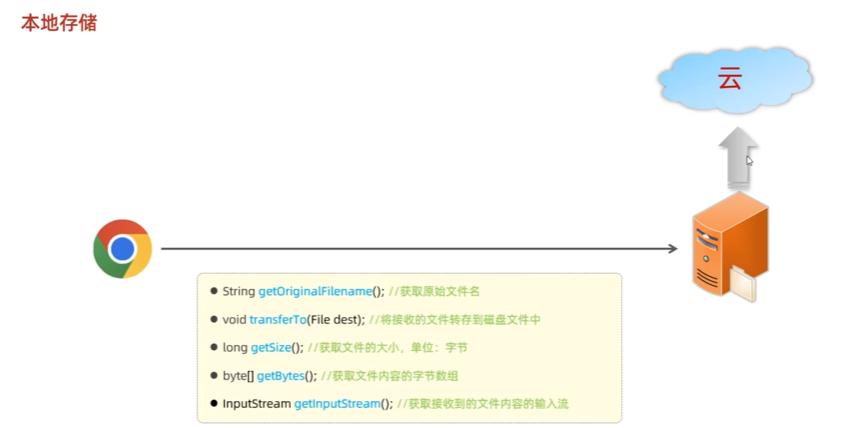 本地存储
云
● String getOriginalFilename(); //获取原始文件名
● void transferTo(File dest); //将接收的文件转存到磁盘文件中
● long getSize(); //获取文件的大小，单位：字节
● byte[] getBytes(); //获取文件内容的字节数组
● InputStream getInputStream(); //获取接收到的文件内容的输入流